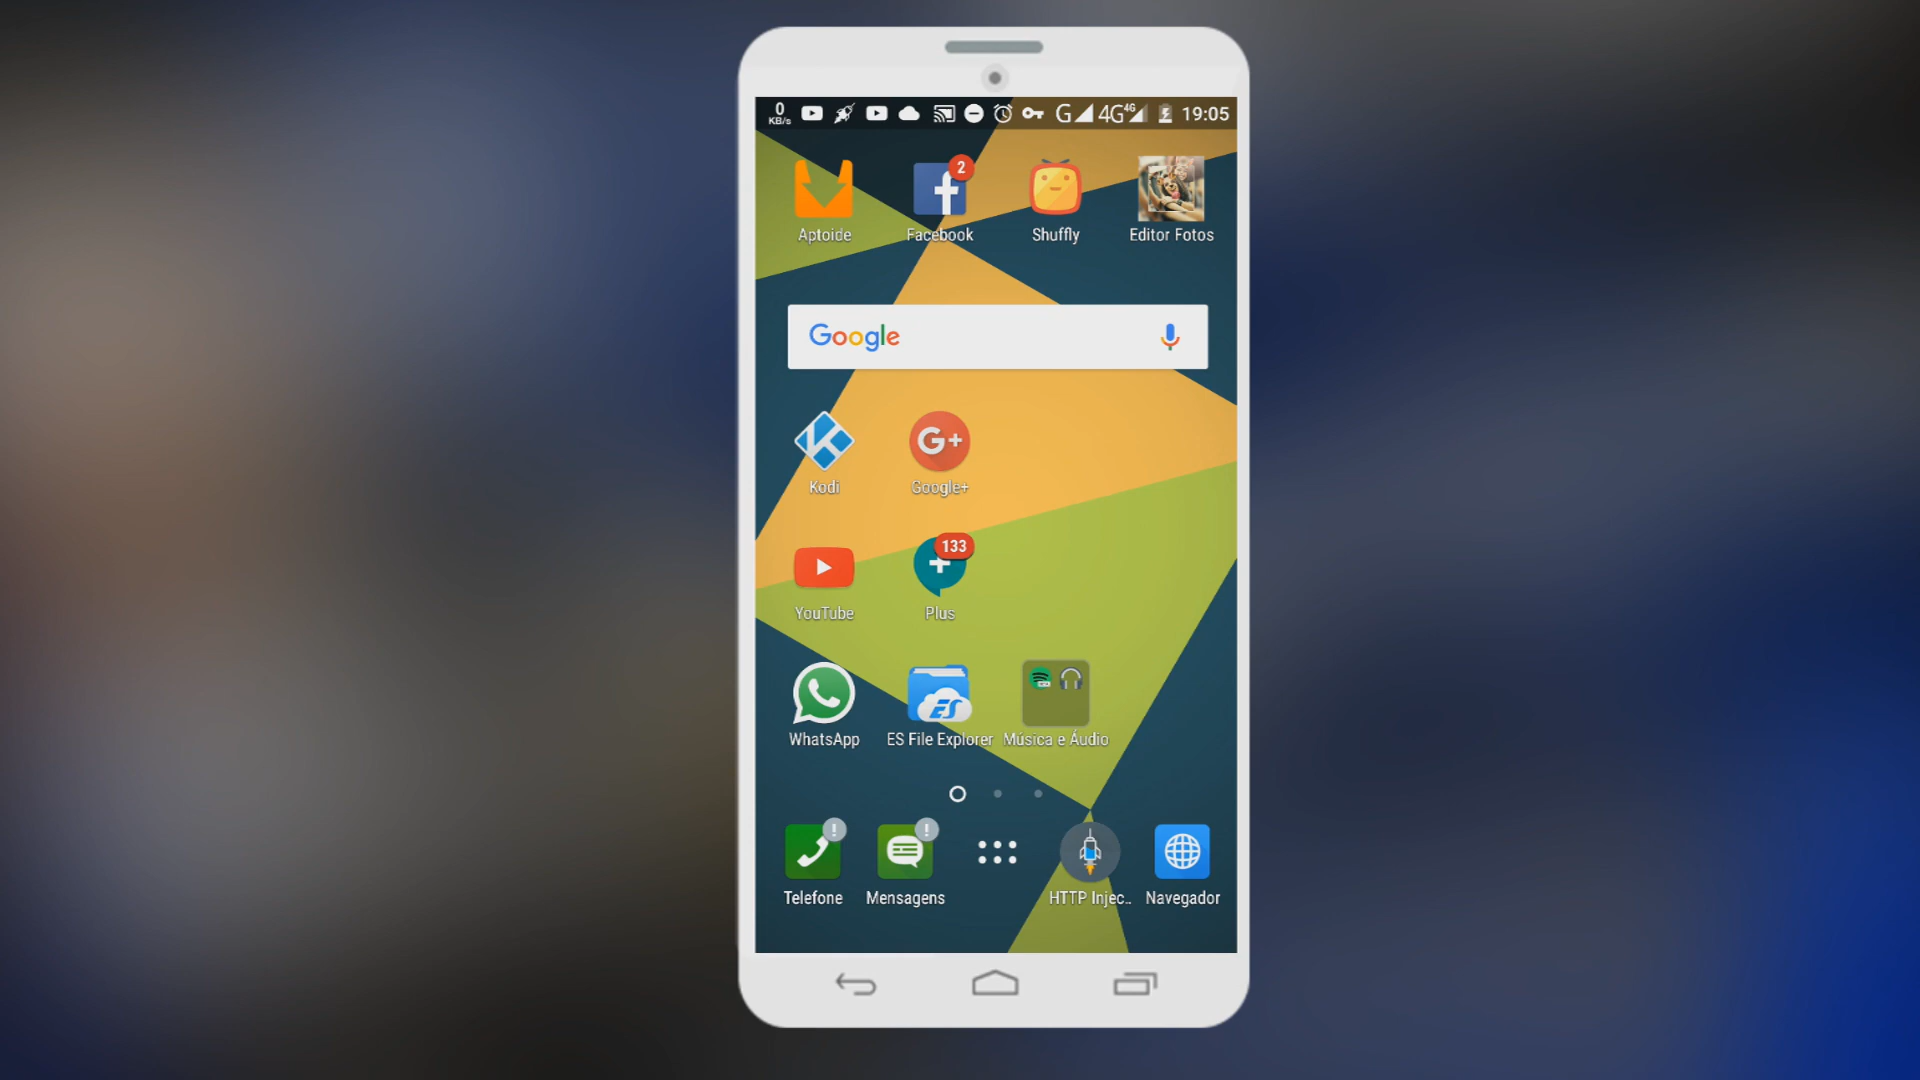 0
KB/s
G 4G 4G 19:05
2
Aptoide Facebook Shuffly Editor Fotos
Google
G+
Kodi Google+
133
YouTube Plus
ES
WhatsApp ES File Explorer Música e Áudio
! !
Telefone Mensagens HTTP Injec.. Navegador